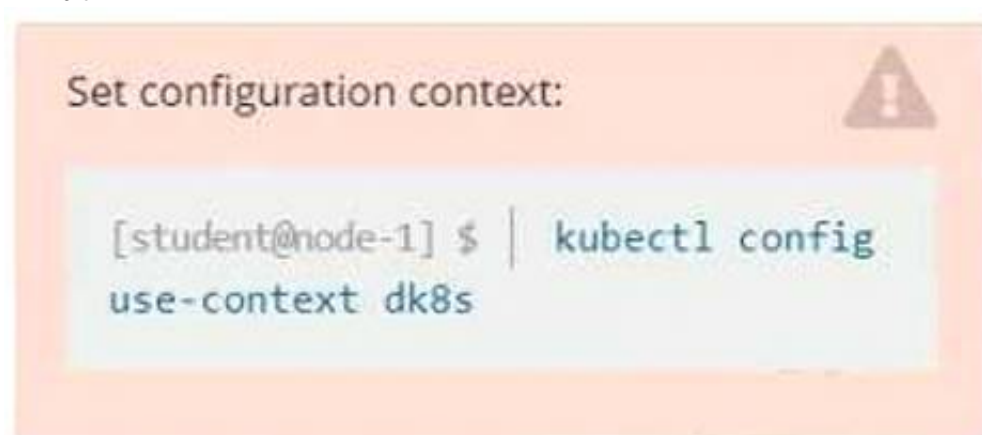 Set configuration context:
[student@node-1] $ | kubectl config
use-context dk8s